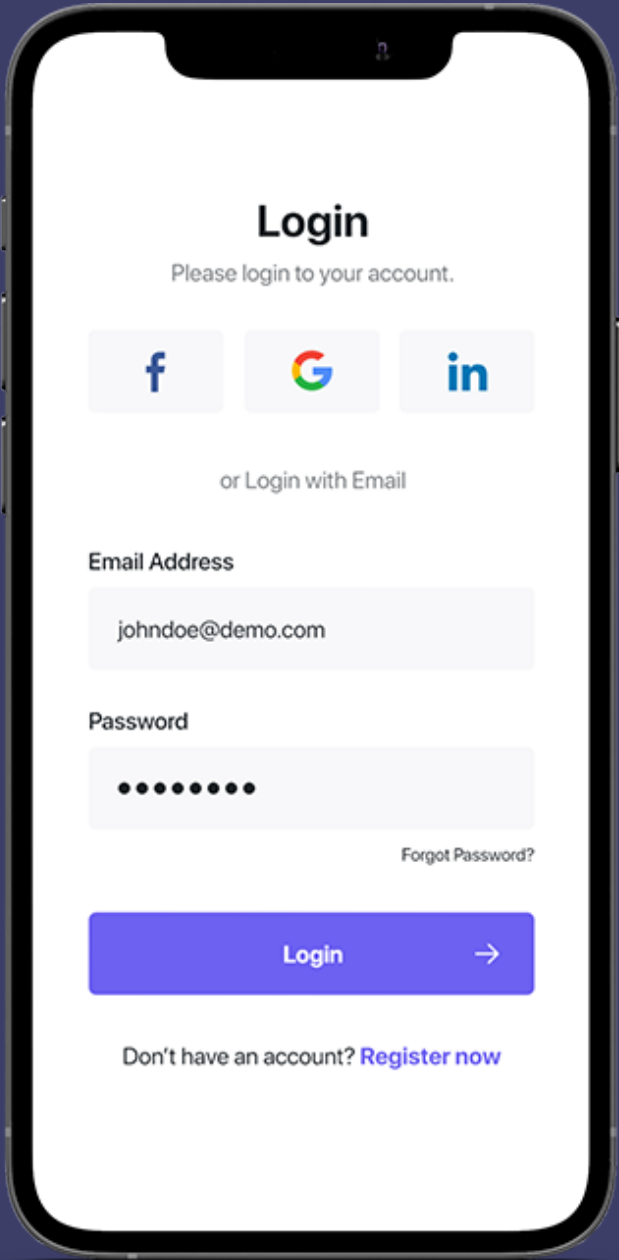 Login
Please login to your account.
f G in
or Login with Email
Email Address
johndoe@demo.com
Password
••••••••
Forgot Password?
Login →
Don't have an account? Register now